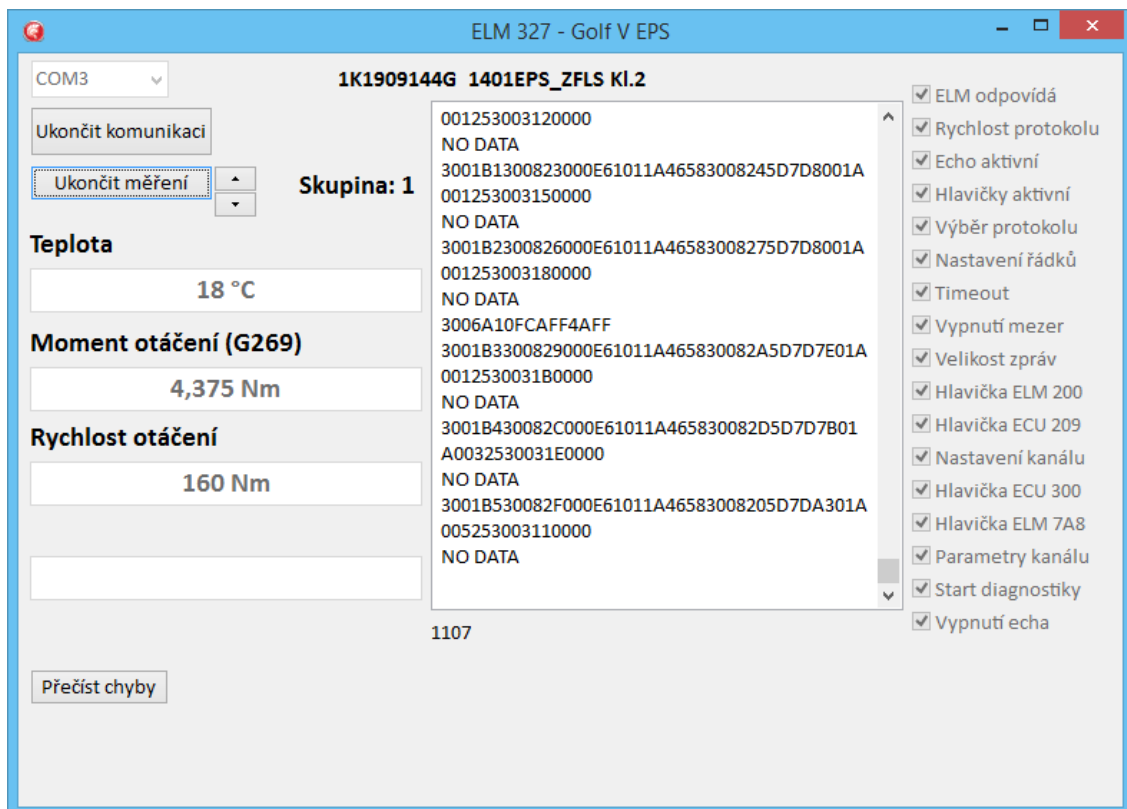 ELM 327 - Golf V EPS
COM3
1K1909144G 1401EPS_ZFLS Kl.2
Ukončit komunikaci
Ukončit měření
Skupina: 1
Teplota
18 °C
Moment otáčení (G269)
4,375 Nm
Rychlost otáčení
160 Nm
Přečíst chyby
001253003120000
NO DATA
3001B1300823000E61011A46583008245D7D8001A
001253003150000
NO DATA
3001B2300826000E61011A46583008275D7D8001A
001253003180000
NO DATA
3006A10FCAFF4AFF
3001B3300829000E61011A465830082A5D7D7E01A
0012530031B0000
NO DATA
3001B430082C000E61011A465830082D5D7D7B01
A0032530031E0000
NO DATA
3001B530082F000E61011A46583008205D7DA301A
005253003110000
NO DATA
1107
ELM odpovídá
Rychlost protokolu
Echo aktivní
Hlavičky aktivní
Výběr protokolu
Nastavení řádků
Timeout
Vypnutí mezer
Velikost zpráv
Hlavička ELM 200
Hlavička ECU 209
Nastavení kanálu
Hlavička ECU 300
Hlavička ELM 7A8
Parametry kanálu
Start diagnostiky
Vypnutí echa